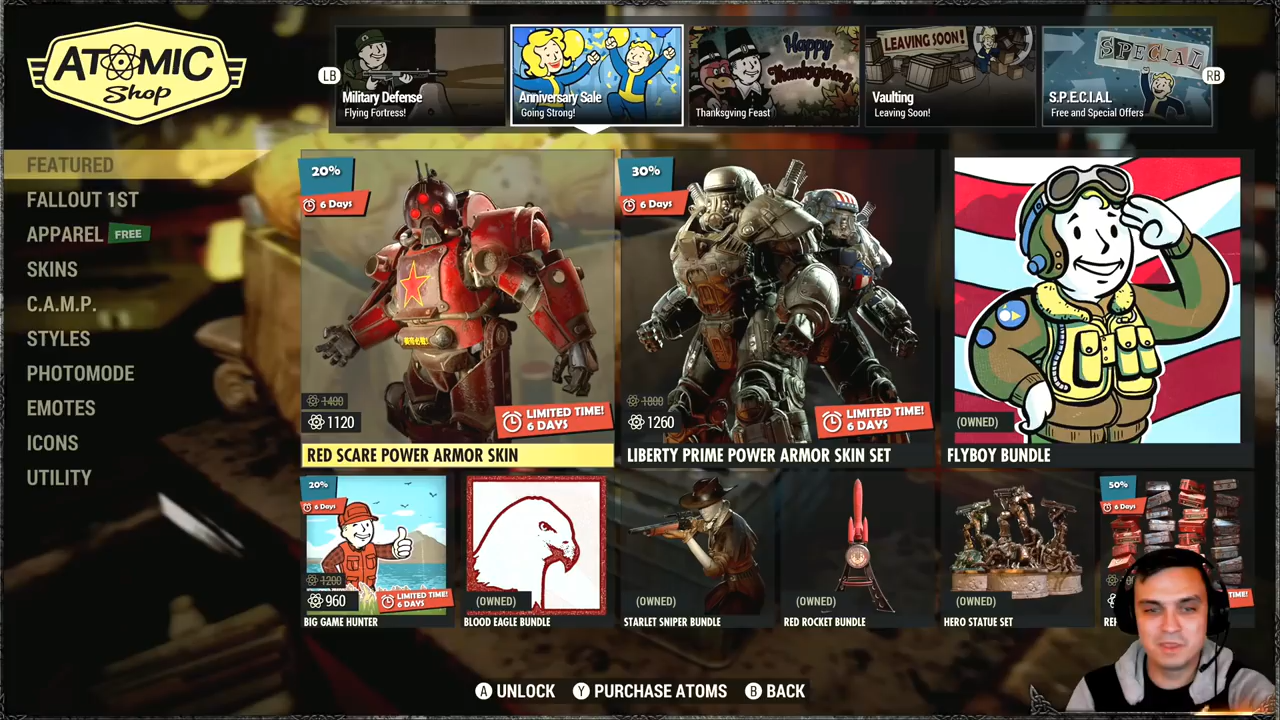 ATOMIC
Shop
LB
Military Defense
Flying Fortress!
Anniversary Sale
Going Strong!
Happy
Thanksgiving
Thanksgiving Feast
LEAVING SOON!
Vaulting
Leaving Soon!
SPECIAL
S.P.E.C.I.A.L
Free and Special Offers
RB
FEATURED
FALLOUT 1ST
APPAREL FREE
SKINS
C.A.M.P.
STYLES
PHOTOMODE
EMOTES
ICONS
UTILITY
20%
6 Days
1400
1120
LIMITED TIME!
6 DAYS
RED SCARE POWER ARMOR SKIN
30%
6 Days
1800
1260
LIMITED TIME!
6 DAYS
LIBERTY PRIME POWER ARMOR SKIN SET
(OWNED)
FLYBOY BUNDLE
20%
6 Days
1200
960
LIMITED TIME!
6 DAYS
BIG GAME HUNTER
(OWNED)
BLOOD EAGLE BUNDLE
(OWNED)
STARLET SNIPER BUNDLE
(OWNED)
RED ROCKET BUNDLE
(OWNED)
HERO STATUE SET
50%
6 Days
A UNLOCK
Y PURCHASE ATOMS
B BACK